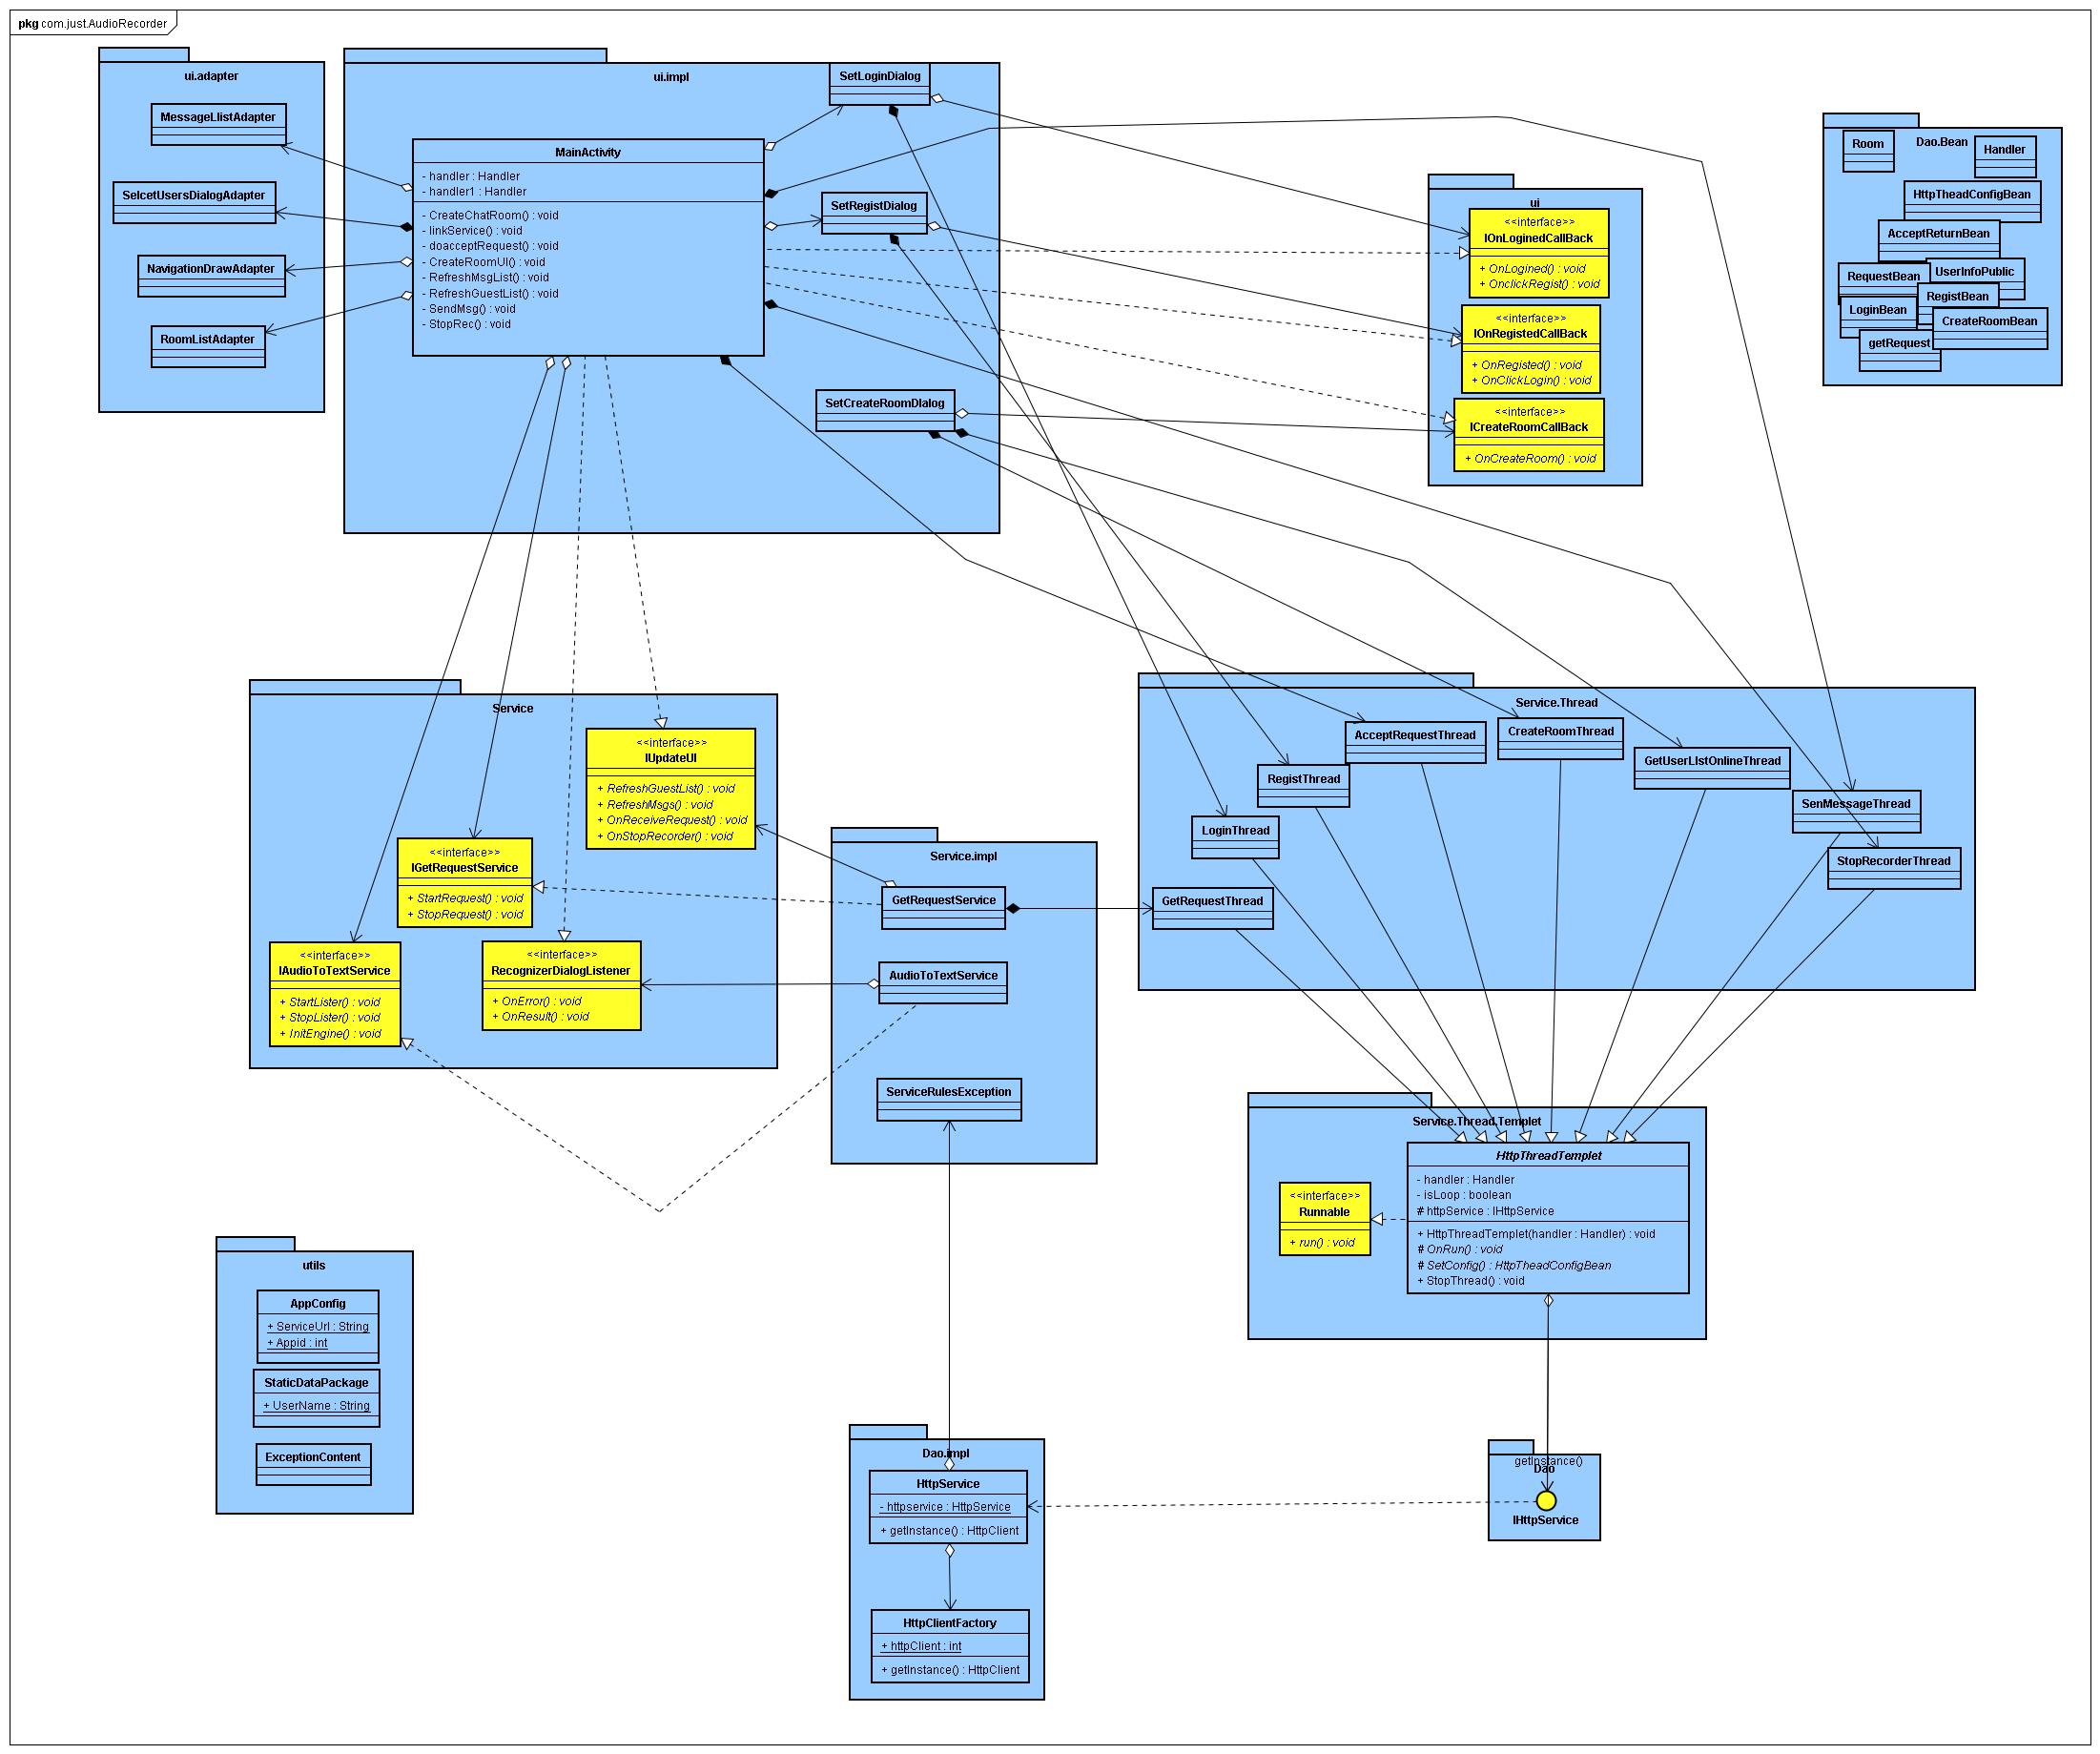 pkg com.just.AudioRecorder
ui.adapter
MessageLlistAdapter
SelcetUsersDialogAdapter
NavigationDrawAdapter
RoomListAdapter
ui.impl
SetLoginDialog
MainActivity
- handler : Handler
- handler1 : Handler
- CreateChatRoom() : void
- linkService() : void
- doacceptRequest() : void
- CreateRoomUI() : void
- RefreshMsgList() : void
- RefreshGuestList() : void
- SendMsg() : void
- StopRec() : void
SetRegistDialog
SetCreateRoomDIalog
ui
<<interface>>
IOnLoginedCallBack
+ OnLogined() : void
+ OnclickRegist() : void
<<interface>>
IOnRegistedCallBack
+ OnRegisted() : void
+ OnClickLogin() : void
<<interface>>
ICreateRoomCallBack
+ OnCreateRoom() : void
Dao.Bean
Room
Handler
HttpTheadConfigBean
AcceptReturnBean
RequestBean
UserInfoPublic
RegistBean
LoginBean
CreateRoomBean
getRequest
Service
<<interface>>
IUpdateUI
+ RefreshGuestList() : void
+ RefreshMsgs() : void
+ OnReceiveRequest() : void
+ OnStopRecorder() : void
<<interface>>
IGetRequestService
+ StartRequest() : void
+ StopRequest() : void
<<interface>>
IAudioToTextService
+ StartLister() : void
+ StopLister() : void
+ InitEngine() : void
<<interface>>
RecognizerDialogListener
+ OnError() : void
+ OnResult() : void
Service.impl
GetRequestService
AudioToTextService
ServiceRulesException
Service.Thread
AcceptRequestThread
CreateRoomThread
GetUserLIstOnlineThread
RegistThread
SenMessageThread
LoginThread
StopRecorderThread
GetRequestThread
Service.Thread.Templet
HttpThreadTemplet
- handler : Handler
- isLoop : boolean
# httpService : IHttpService
+ HttpThreadTemplet(handler : Handler) : void
# OnRun() : void
# SetConfig() : HttpTheadConfigBean
+ StopThread() : void
<<interface>>
Runnable
+ run() : void
utils
AppConfig
+ ServiceUrl : String
+ Appid : int
StaticDataPackage
+ UserName : String
ExceptionContent
Dao.impl
HttpService
- httpservice : HttpService
+ getInstance() : HttpClient
HttpClientFactory
+ httpClient : int
+ getInstance() : HttpClient
getInstance()
Dao
IHttpService